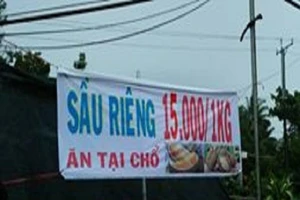 SẦU RIÊNG 15.000/1KG
ĂN TẠI CHỖ